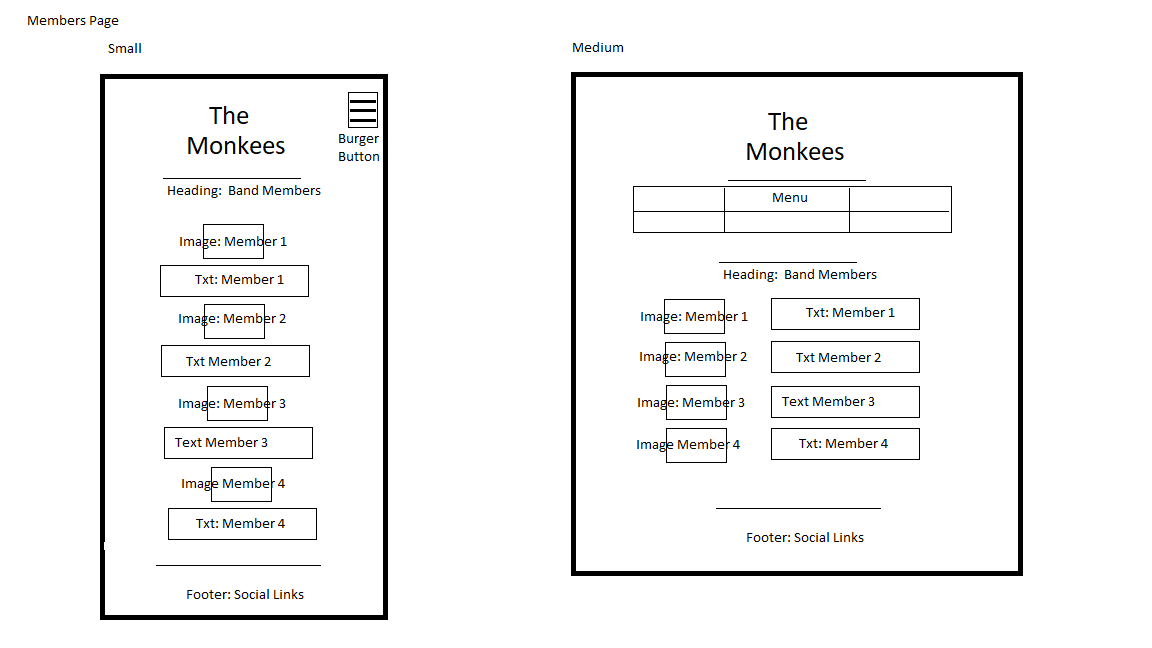 Members Page
Small
The
Monkees
Burger
Button
Heading:  Band Members
Image: Member 1
Txt: Member 1
Image: Member 2
Txt Member 2
Image: Member 3
Text Member 3
Image Member 4
Txt: Member 4
Footer: Social Links
Medium
The
Monkees
Menu
Heading:  Band Members
Image: Member 1
Txt: Member 1
Image: Member 2
Txt Member 2
Image: Member 3
Text Member 3
Image Member 4
Txt: Member 4
Footer: Social Links